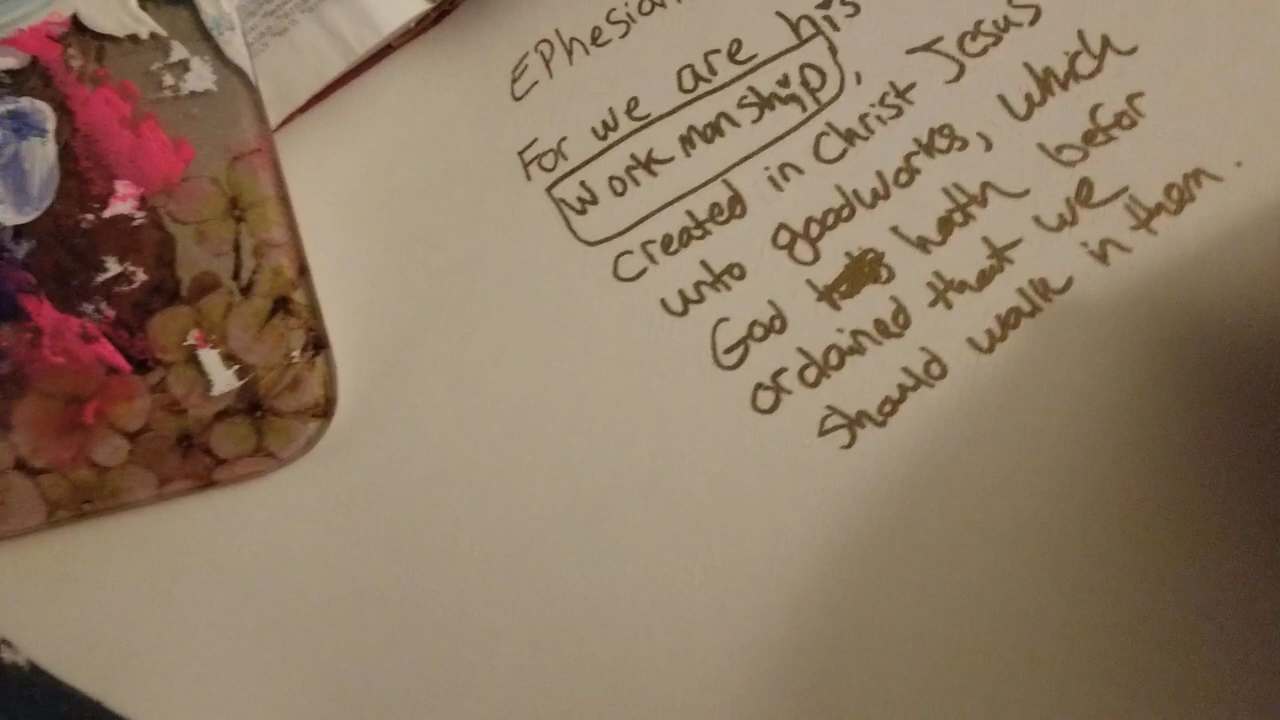 Ephesian
For we are his
workmanship,
created in Christ Jesus
unto goodworks, which
God hath befor
ordained that we
should walk in them.